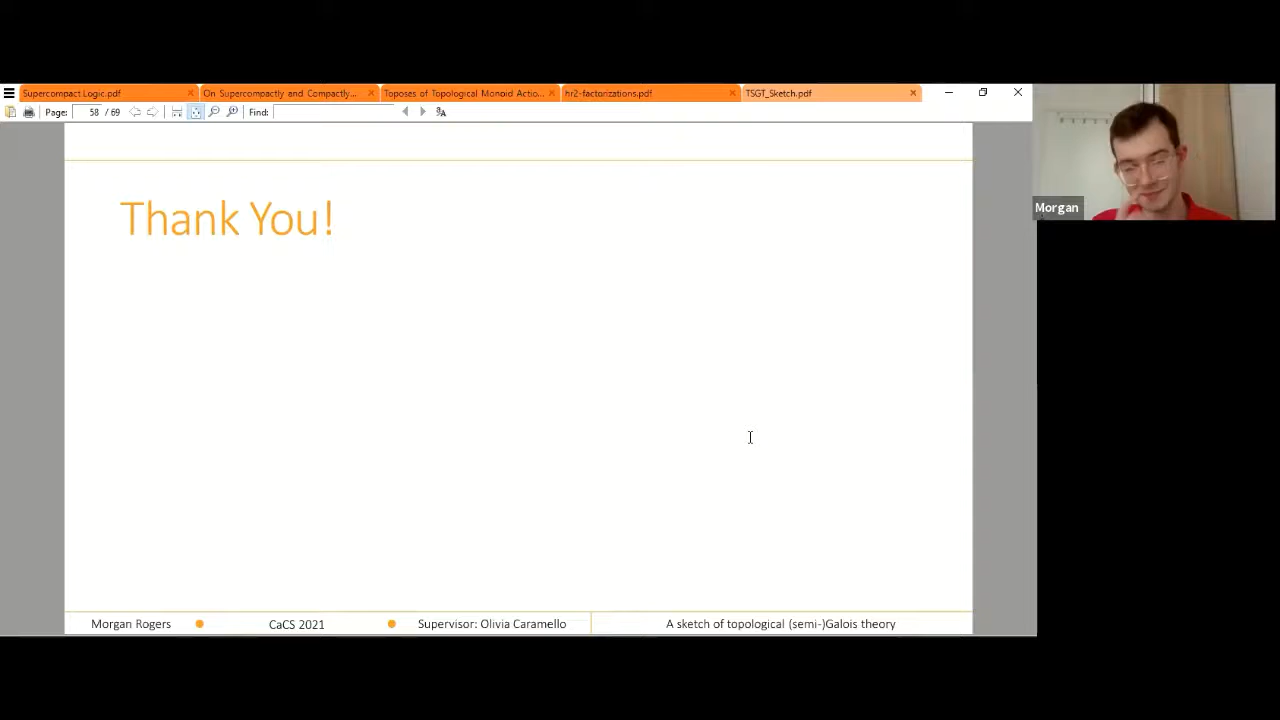 Supercompact Logic.pdf
On Supercompactly and Compactly...
Toposes of Topological Monoid Actio...
hr2-factorizations.pdf
TSGT_Sketch.pdf
Page: 58 / 69 Find:
Thank You!
Morgan
Morgan Rogers CaCS 2021 Supervisor: Olivia Caramello A sketch of topological (semi-)Galois theory